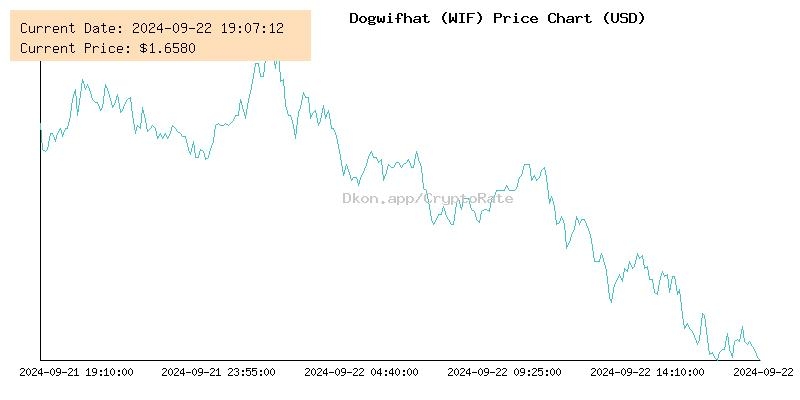 Dogwifhat (WIF) Price Chart (USD)
Current Date: 2024-09-22 19:07:12
Current Price: $1.6580
Dkon.app/CryptoRate
2024-09-21 19:10:00 2024-09-21 23:55:00 2024-09-22 04:40:00 2024-09-22 09:25:00 2024-09-22 14:10:00 2024-09-22